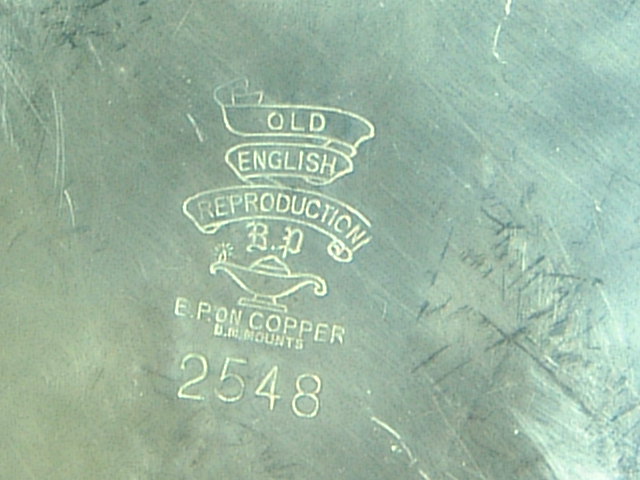 OLD
ENGLISH
REPRODUCTION
B.P
E.P.ON COPPER
B.M.MOUNTS
2548